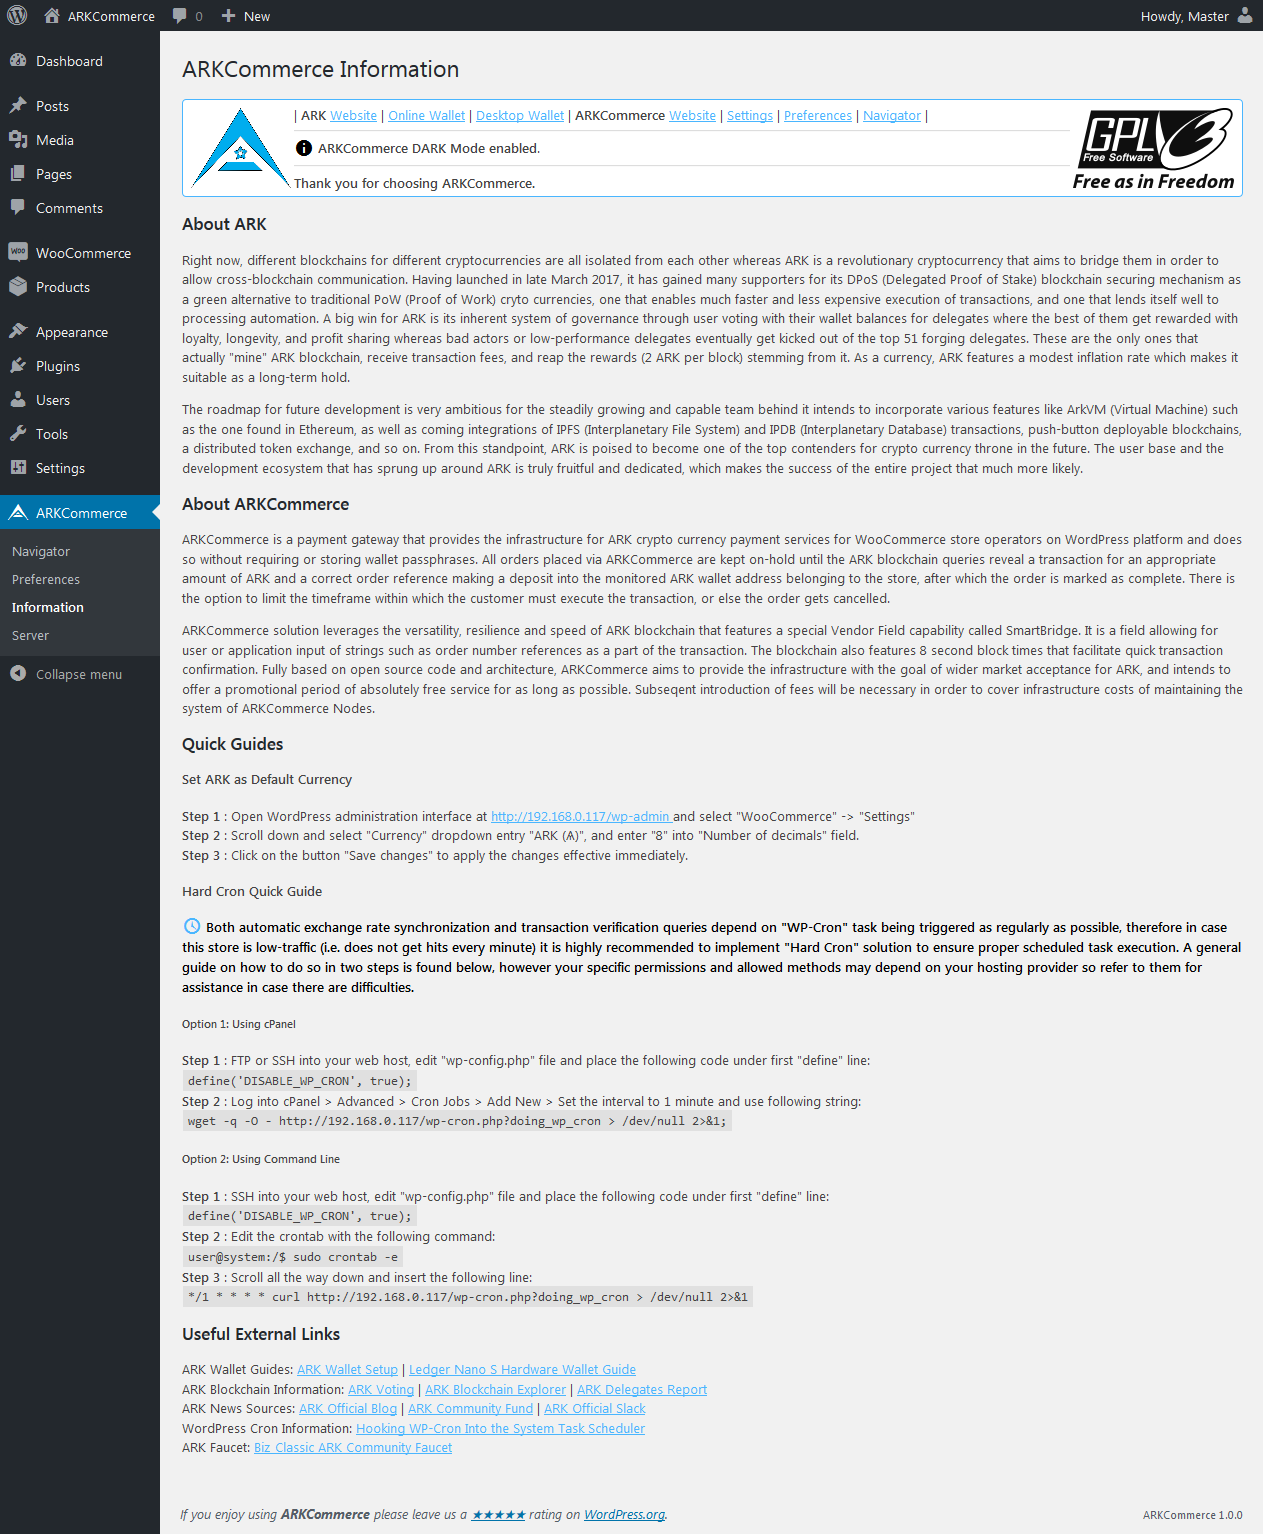 ARKCommerce 0 New Howdy, Master
Dashboard
Posts
Media
Pages
Comments
WooCommerce
Products
Appearance
Plugins
Users
Tools
Settings
ARKCommerce
Navigator
Preferences
Information
Server
Collapse menu
ARKCommerce Information
| ARK Website | Online Wallet | Desktop Wallet | ARKCommerce Website | Settings | Preferences | Navigator |
ARKCommerce DARK Mode enabled.
Thank you for choosing ARKCommerce.
GPLv3
Free Software
Free as in Freedom
About ARK
Right now, different blockchains for different cryptocurrencies are all isolated from each other whereas ARK is a revolutionary cryptocurrency that aims to bridge them in order to
allow cross-blockchain communication. Having launched in late March 2017, it has gained many supporters for its DPoS (Delegated Proof of Stake) blockchain securing mechanism as
a green alternative to traditional PoW (Proof of Work) cryto currencies, one that enables much faster and less expensive execution of transactions, and one that lends itself well to
processing automation. A big win for ARK is its inherent system of governance through user voting with their wallet balances for delegates where the best of them get rewarded with
loyalty, longevity, and profit sharing whereas bad actors or low-performance delegates eventually get kicked out of the top 51 forging delegates. These are the only ones that
actually "mine" ARK blockchain, receive transaction fees, and reap the rewards (2 ARK per block) stemming from it. As a currency, ARK features a modest inflation rate which makes it
suitable as a long-term hold.
The roadmap for future development is very ambitious for the steadily growing and capable team behind it intends to incorporate various features like ArkVM (Virtual Machine) such
as the one found in Ethereum, as well as coming integrations of IPFS (Interplanetary File System) and IPDB (Interplanetary Database) transactions, push-button deployable blockchains,
a distributed token exchange, and so on. From this standpoint, ARK is poised to become one of the top contenders for crypto currency throne in the future. The user base and the
development ecosystem that has sprung up around ARK is truly fruitful and dedicated, which makes the success of the entire project that much more likely.
About ARKCommerce
ARKCommerce is a payment gateway that provides the infrastructure for ARK crypto currency payment services for WooCommerce store operators on WordPress platform and does
so without requiring or storing wallet passphrases. All orders placed via ARKCommerce are kept on-hold until the ARK blockchain queries reveal a transaction for an appropriate
amount of ARK and a correct order reference making a deposit into the monitored ARK wallet address belonging to the store, after which the order is marked as complete. There is
the option to limit the timeframe within which the customer must execute the transaction, or else the order gets cancelled.
ARKCommerce solution leverages the versatility, resilience and speed of ARK blockchain that features a special Vendor Field capability called SmartBridge. It is a field allowing for
user or application input of strings such as order number references as a part of the transaction. The blockchain also features 8 second block times that facilitate quick transaction
confirmation. Fully based on open source code and architecture, ARKCommerce aims to provide the infrastructure with the goal of wider market acceptance for ARK, and intends to
offer a promotional period of absolutely free service for as long as possible. Subseqent introduction of fees will be necessary in order to cover infrastructure costs of maintaining the
system of ARKCommerce Nodes.
Quick Guides
Set ARK as Default Currency
Step 1 : Open WordPress administration interface at http://192.168.0.117/wp-admin and select "WooCommerce" -> "Settings"
Step 2 : Scroll down and select "Currency" dropdown entry "ARK (Ѧ)", and enter "8" into "Number of decimals" field.
Step 3 : Click on the button "Save changes" to apply the changes effective immediately.
Hard Cron Quick Guide
Both automatic exchange rate synchronization and transaction verification queries depend on "WP-Cron" task being triggered as regularly as possible, therefore in case
this store is low-traffic (i.e. does not get hits every minute) it is highly recommended to implement "Hard Cron" solution to ensure proper scheduled task execution. A general
guide on how to do so in two steps is found below, however your specific permissions and allowed methods may depend on your hosting provider so refer to them for
assistance in case there are difficulties.
Option 1: Using cPanel
Step 1 : FTP or SSH into your web host, edit "wp-config.php" file and place the following code under first "define" line:
define('DISABLE_WP_CRON', true);
Step 2 : Log into cPanel > Advanced > Cron Jobs > Add New > Set the interval to 1 minute and use following string:
wget -q -O - http://192.168.0.117/wp-cron.php?doing_wp_cron > /dev/null 2>&1;
Option 2: Using Command Line
Step 1 : SSH into your web host, edit "wp-config.php" file and place the following code under first "define" line:
define('DISABLE_WP_CRON', true);
Step 2 : Edit the crontab with the following command:
user@system:/$ sudo crontab -e
Step 3 : Scroll all the way down and insert the following line:
*/1 * * * * curl http://192.168.0.117/wp-cron.php?doing_wp_cron > /dev/null 2>&1
Useful External Links
ARK Wallet Guides: ARK Wallet Setup | Ledger Nano S Hardware Wallet Guide
ARK Blockchain Information: ARK Voting | ARK Blockchain Explorer | ARK Delegates Report
ARK News Sources: ARK Official Blog | ARK Community Fund | ARK Official Slack
WordPress Cron Information: Hooking WP-Cron Into the System Task Scheduler
ARK Faucet: Biz Classic ARK Community Faucet
If you enjoy using ARKCommerce please leave us a ★★★★★ rating on WordPress.org. ARKCommerce 1.0.0